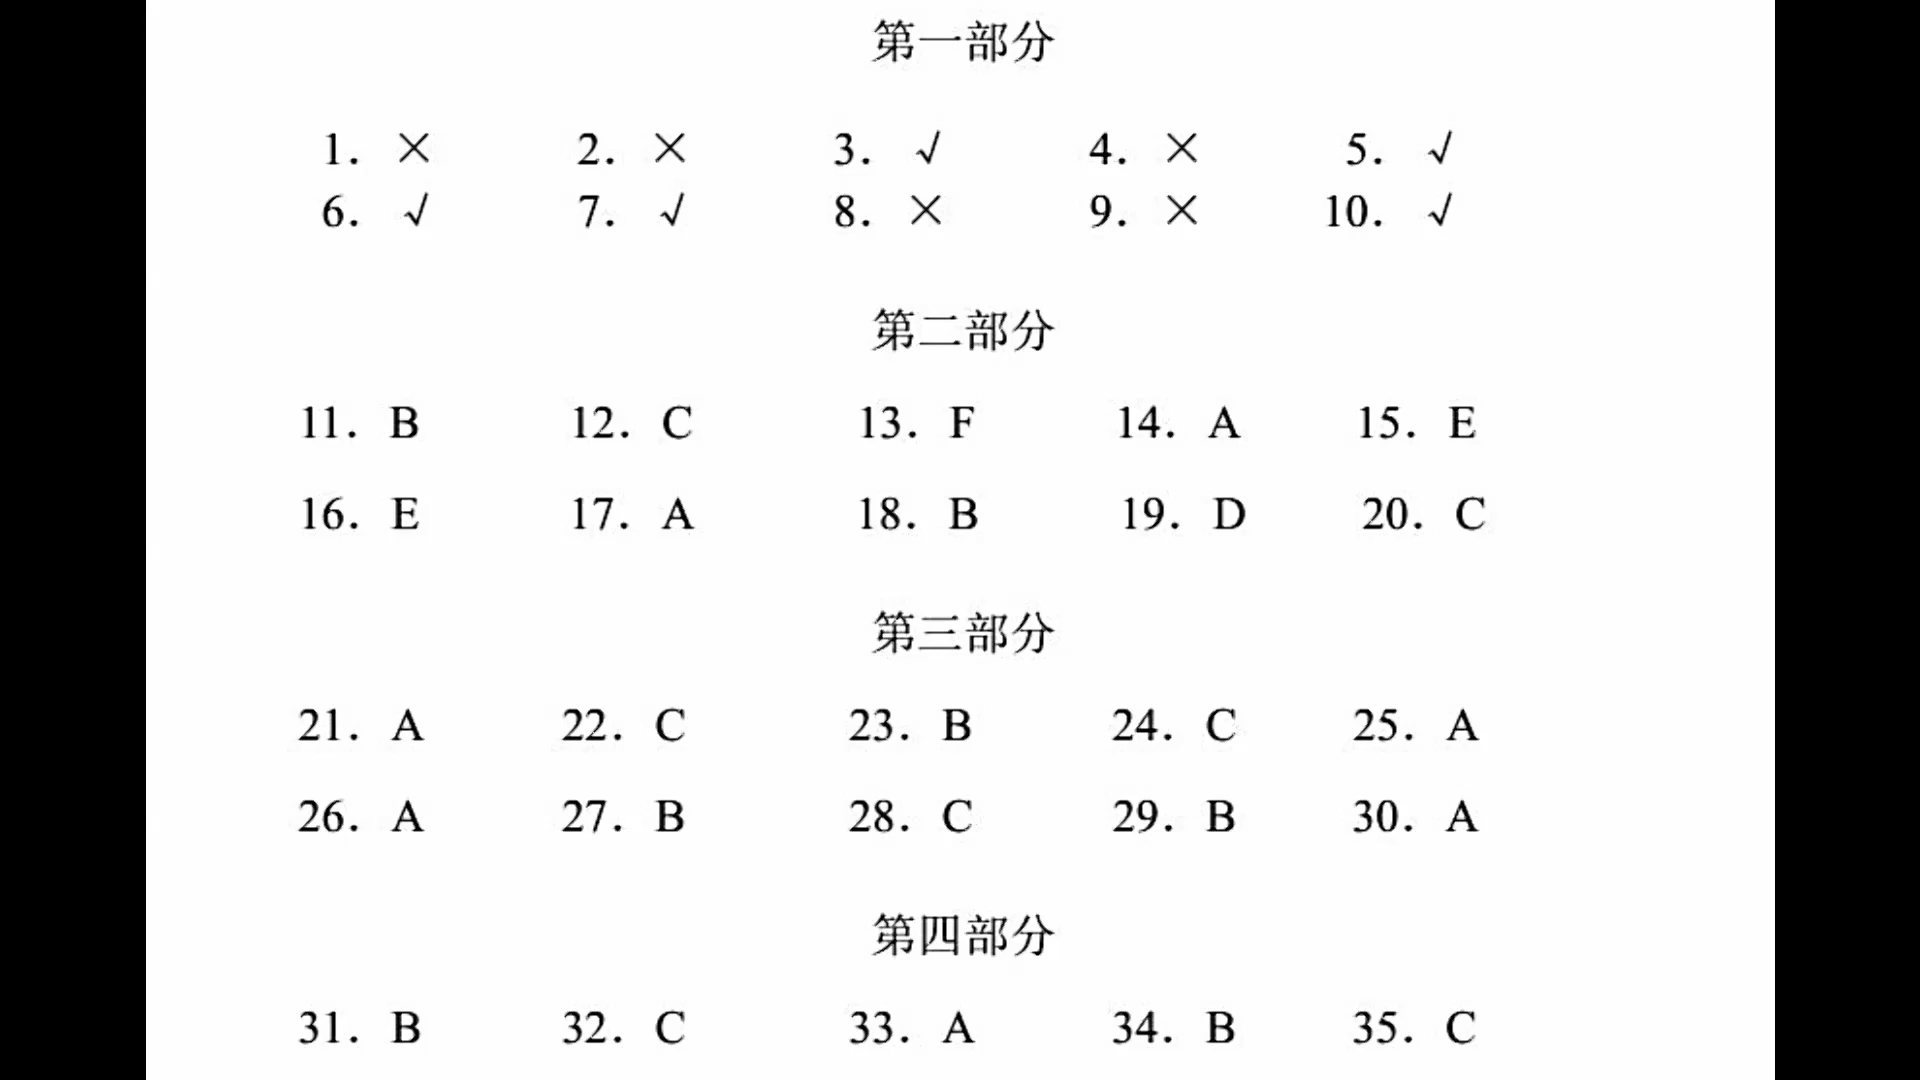 第一部分
1. × 2. × 3. √ 4. × 5. √
6. √ 7. √ 8. × 9. × 10. √
第二部分
11. B 12. C 13. F 14. A 15. E
16. E 17. A 18. B 19. D 20. C
第三部分
21. A 22. C 23. B 24. C 25. A
26. A 27. B 28. C 29. B 30. A
第四部分
31. B 32. C 33. A 34. B 35. C